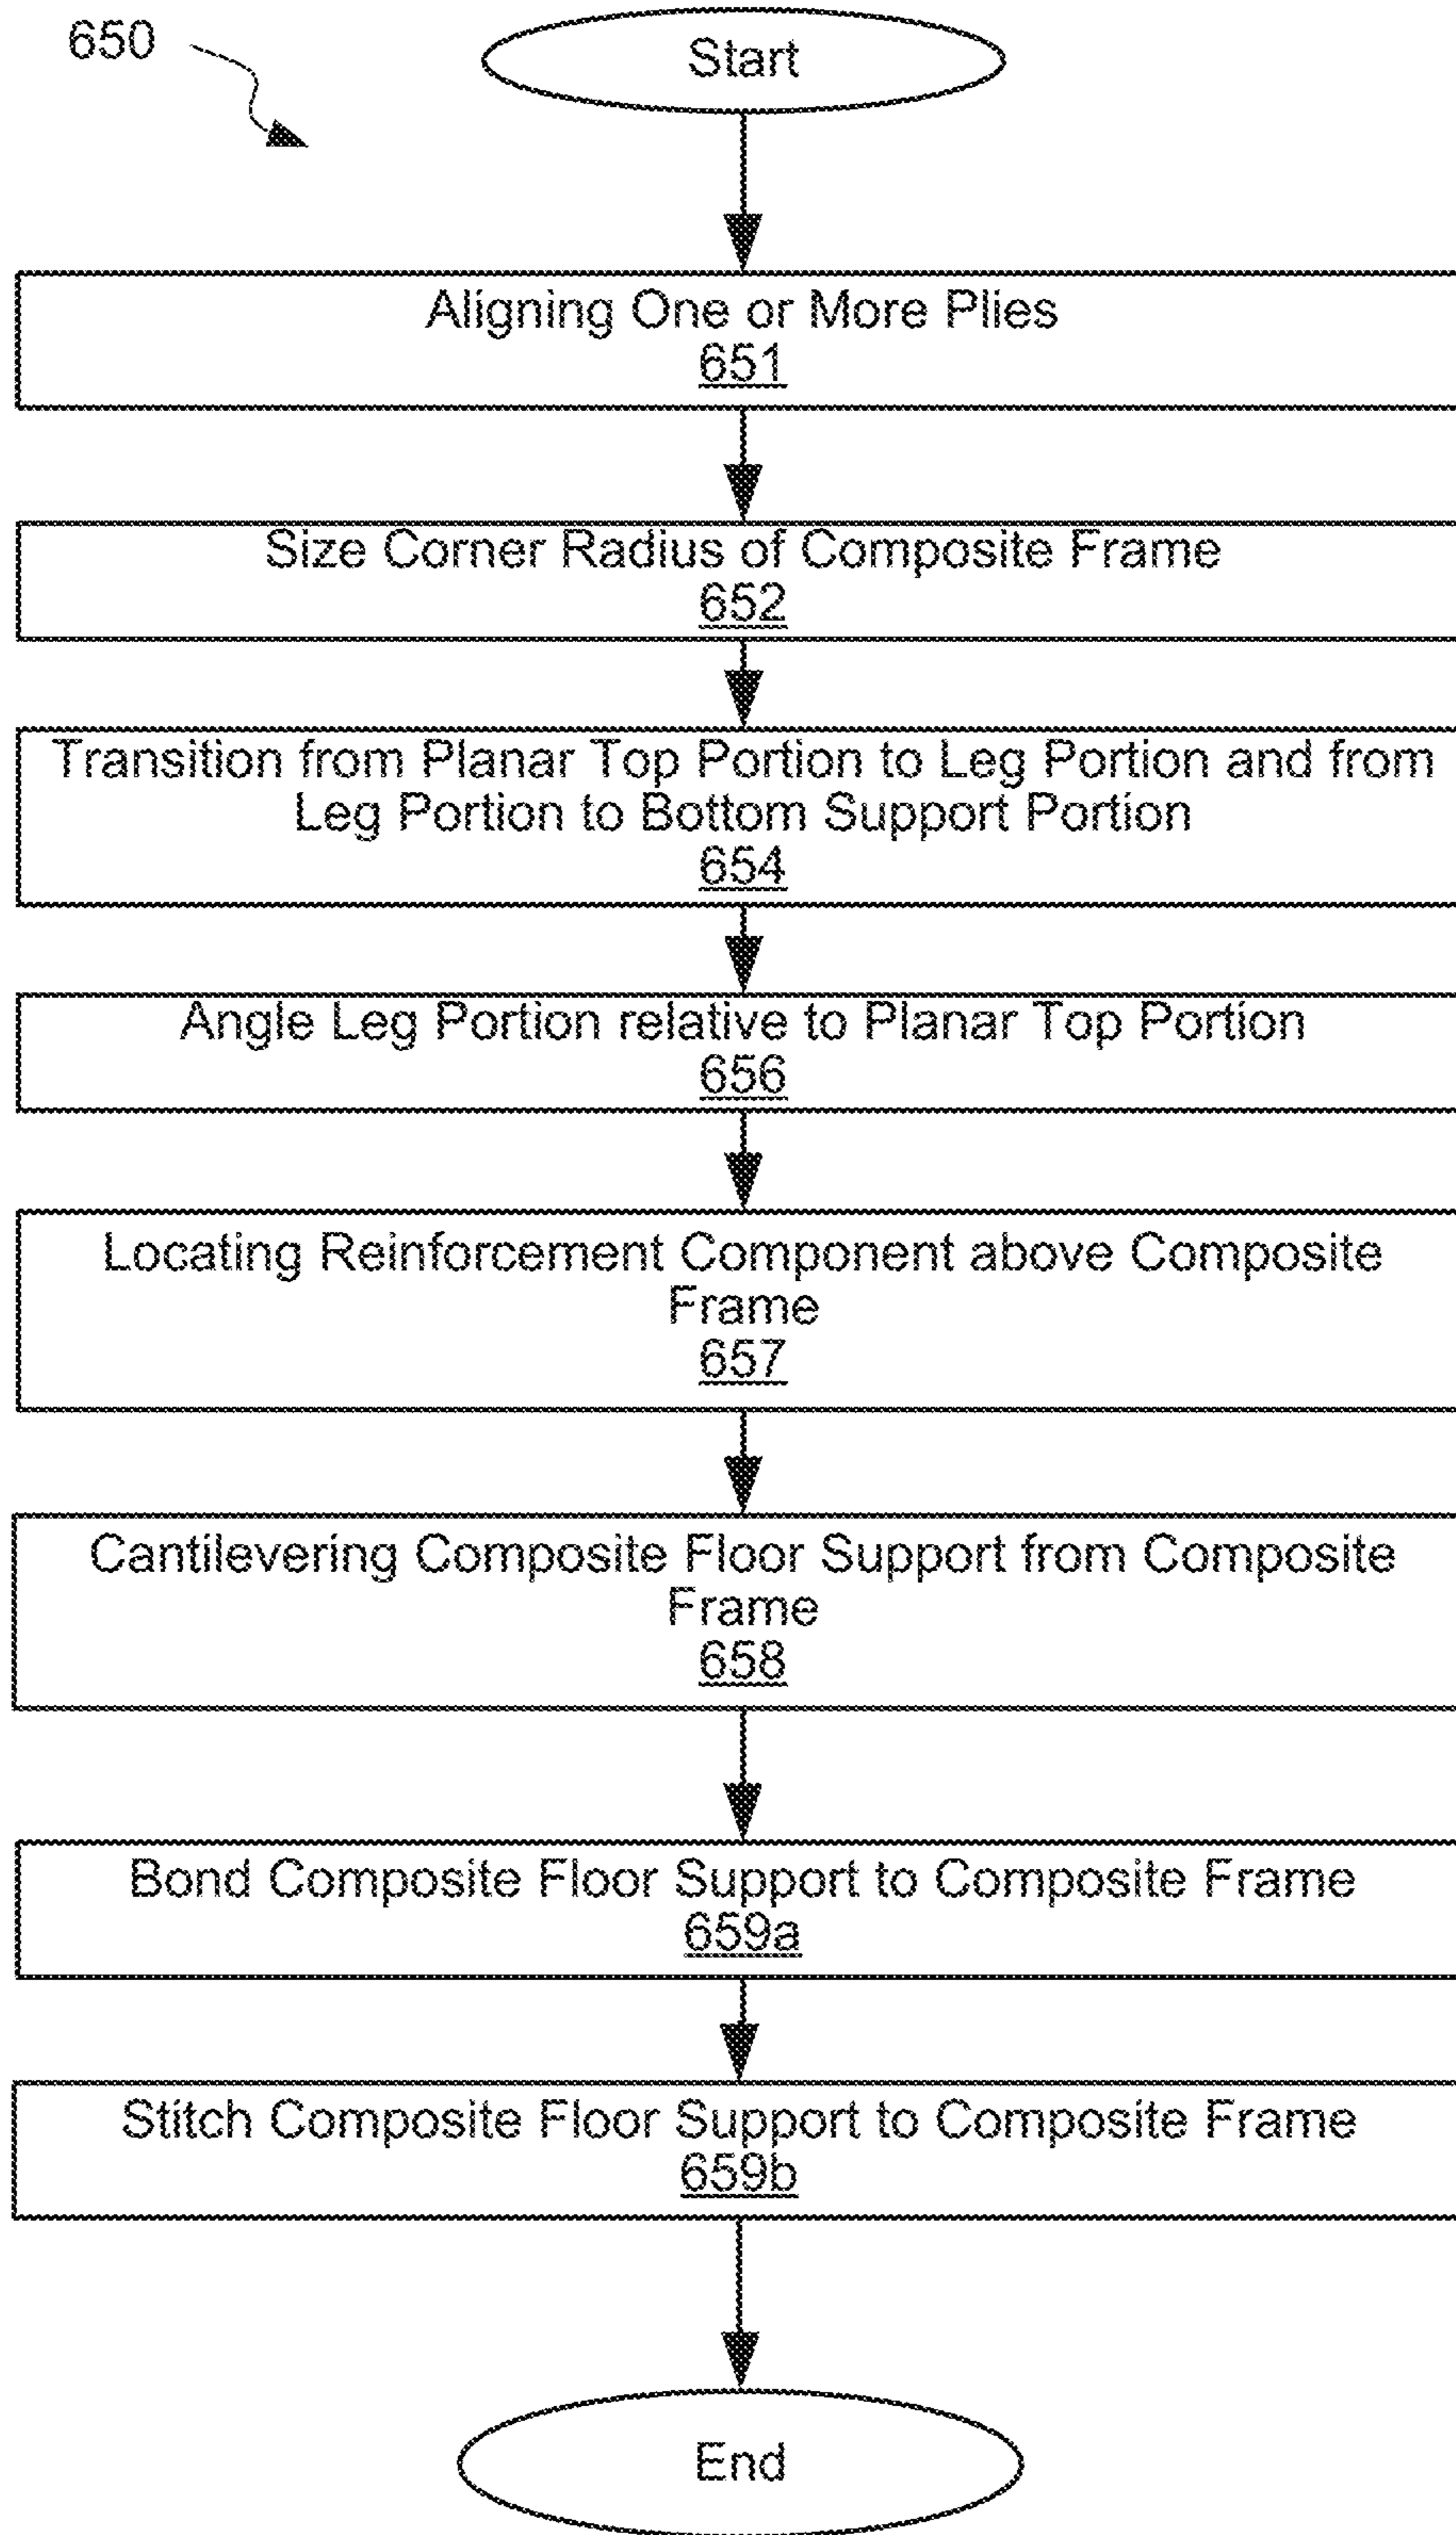 650
Start
Aligning One or More Plies
651
Size Corner Radius of Composite Frame
652
Transition from Planar Top Portion to Leg Portion and from
Leg Portion to Bottom Support Portion
654
Angle Leg Portion relative to Planar Top Portion
656
Locating Reinforcement Component above Composite
Frame
657
Cantilevering Composite Floor Support from Composite
Frame
658
Bond Composite Floor Support to Composite Frame
659a
Stitch Composite Floor Support to Composite Frame
659b
End